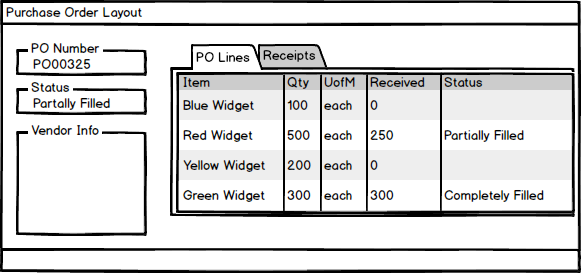 Purchase Order Layout
PO Number
PO00325
Status
Partally Filled
Vendor Info
PO Lines Receipts
Item Qty UofM Received Status
Blue Widget 100 each 0
Red Widget 500 each 250 Partially Filled
Yellow Widget 200 each 0
Green Widget 300 each 300 Completely Filled